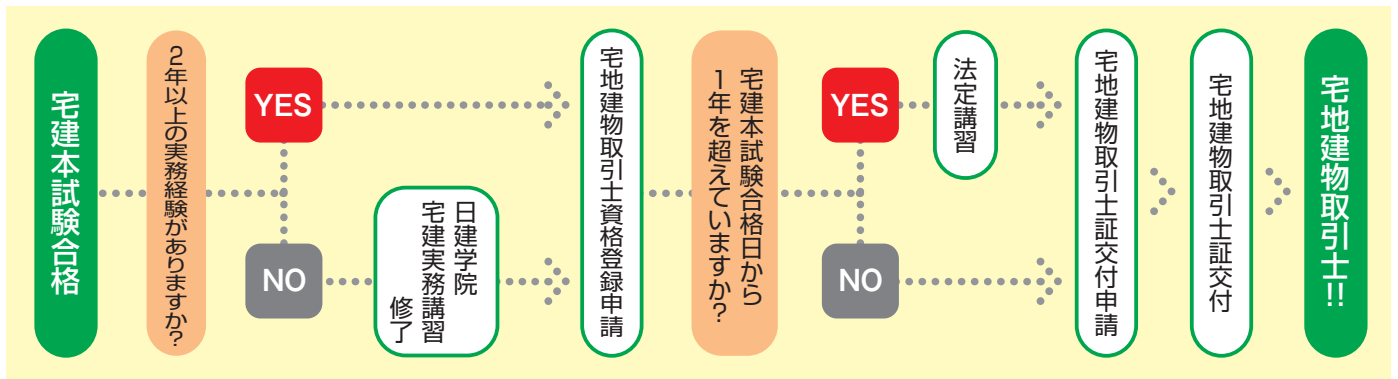 宅建本試験合格
2年以上の実務経験がありますか?
YES
NO
日建学院
宅建実務講習
修了
宅地建物取引士資格登録申請
宅建本試験合格日から
1年を超えていますか?
YES
NO
法定講習
宅地建物取引士証交付申請
宅地建物取引士証交付
宅地建物取引士!!